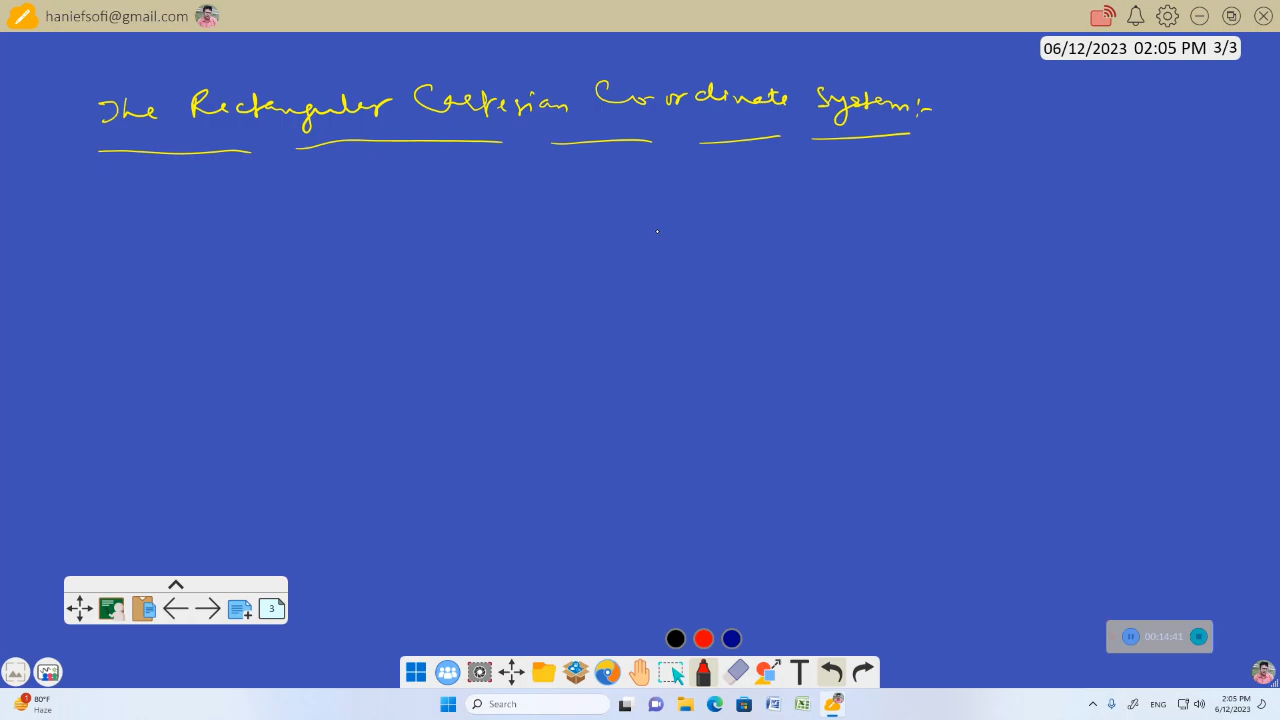 haniefsofi@gmail.com
06/12/2023 02:05 PM 3/3
The Rectangular Cartesian Coordinate System:-
3
00:14:41
T
1
80°F
Haze
Search
ENG
2:05 PM
6/12/2023